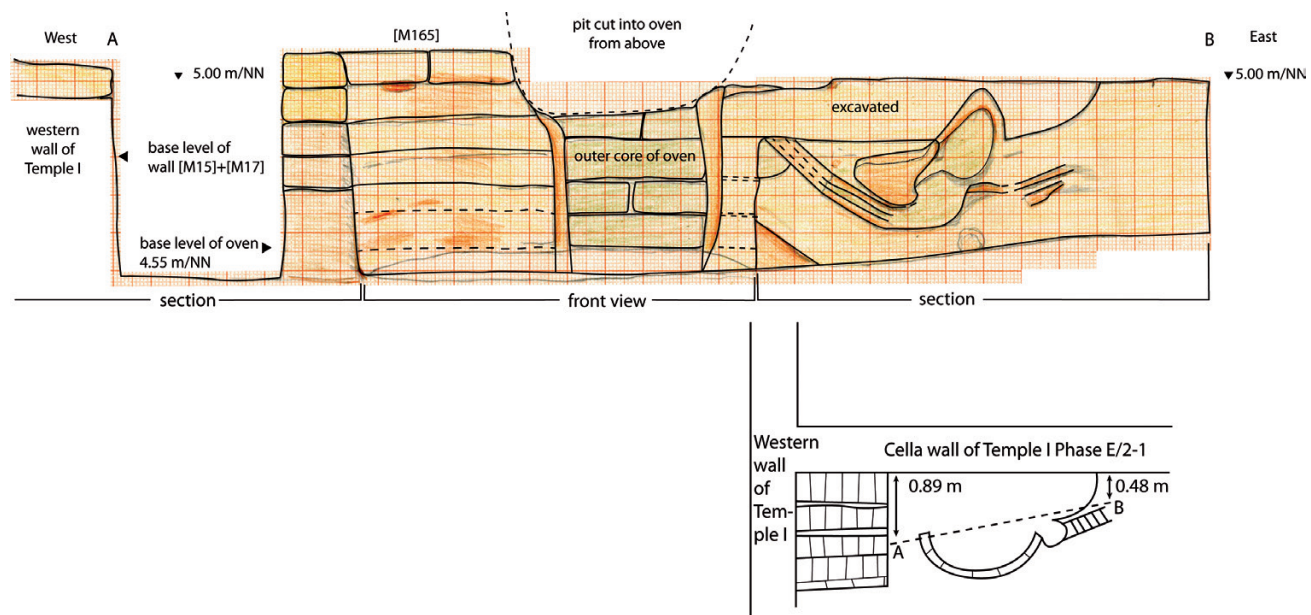 West
A
[M165]
pit cut into oven
from above
B
East
5.00 m/NN
5.00 m/NN
western
wall of
Temple I
base level of
wall [M15]+[M17]
excavated
outer core of oven
base level of oven
4.55 m/NN
section
front view
section
Western
wall
of
Tem-
ple I
Cella wall of Temple I Phase E/2-1
0.89 m
0.48 m
A
B